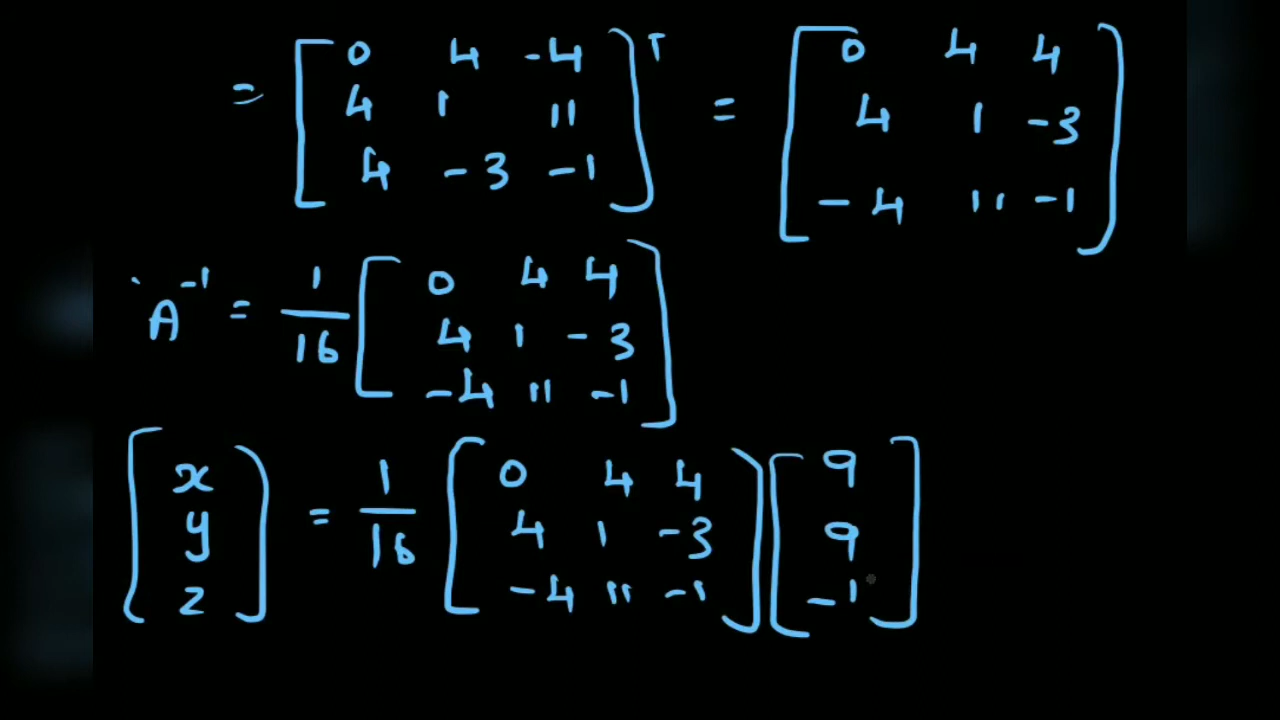 = [ 0 4 -4 ]ᵀ = [ 0 4 4 ]
[ 4 1 11 ] [ 4 1 -3 ]
[ 4 -3 -1 ] [ -4 11 -1 ]
A⁻¹ = 1/16 [ 0 4 4 ]
[ 4 1 -3 ]
[ -4 11 -1 ]
[ x ] = 1/16 [ 0 4 4 ] [ 9 ]
[ y ] [ 4 1 -3 ] [ 9 ]
[ z ] [ -4 11 -1 ] [ -1 ]